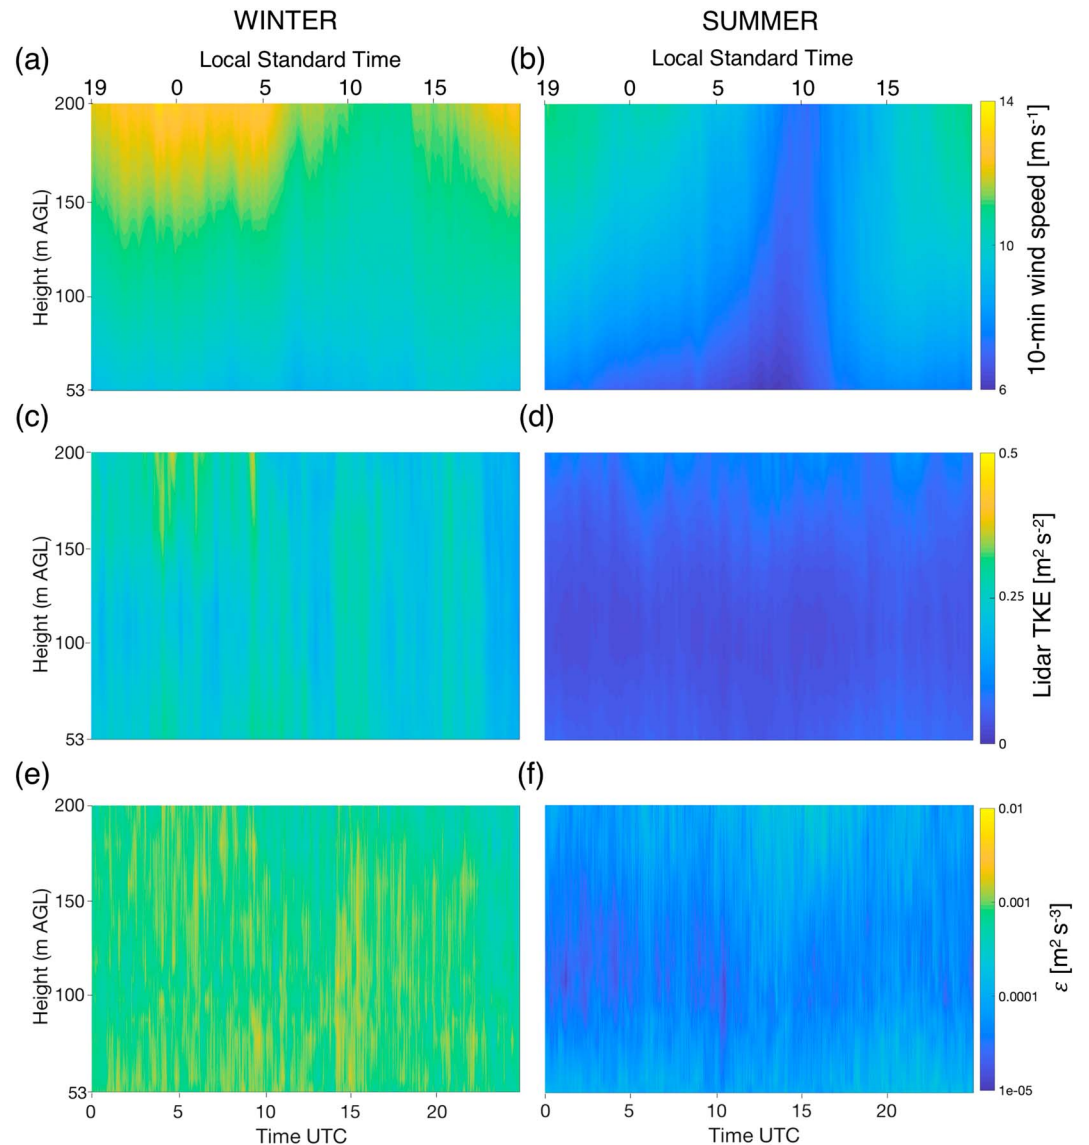 WINTER
SUMMER
(a)
Local Standard Time
19 0 5 10 15
200
150
100
53
Height (m AGL)
(b)
Local Standard Time
19 0 5 10 15
14
10
6
10-min wind speed [m s⁻¹]
(c)
200
150
100
53
Height (m AGL)
(d)
0.5
0.25
0
Lidar TKE [m² s⁻²]
(e)
200
150
100
53
Height (m AGL)
0 5 10 15 20
Time UTC
(f)
0 5 10 15 20
Time UTC
0.01
0.001
0.0001
1e-05
ε [m² s⁻³]